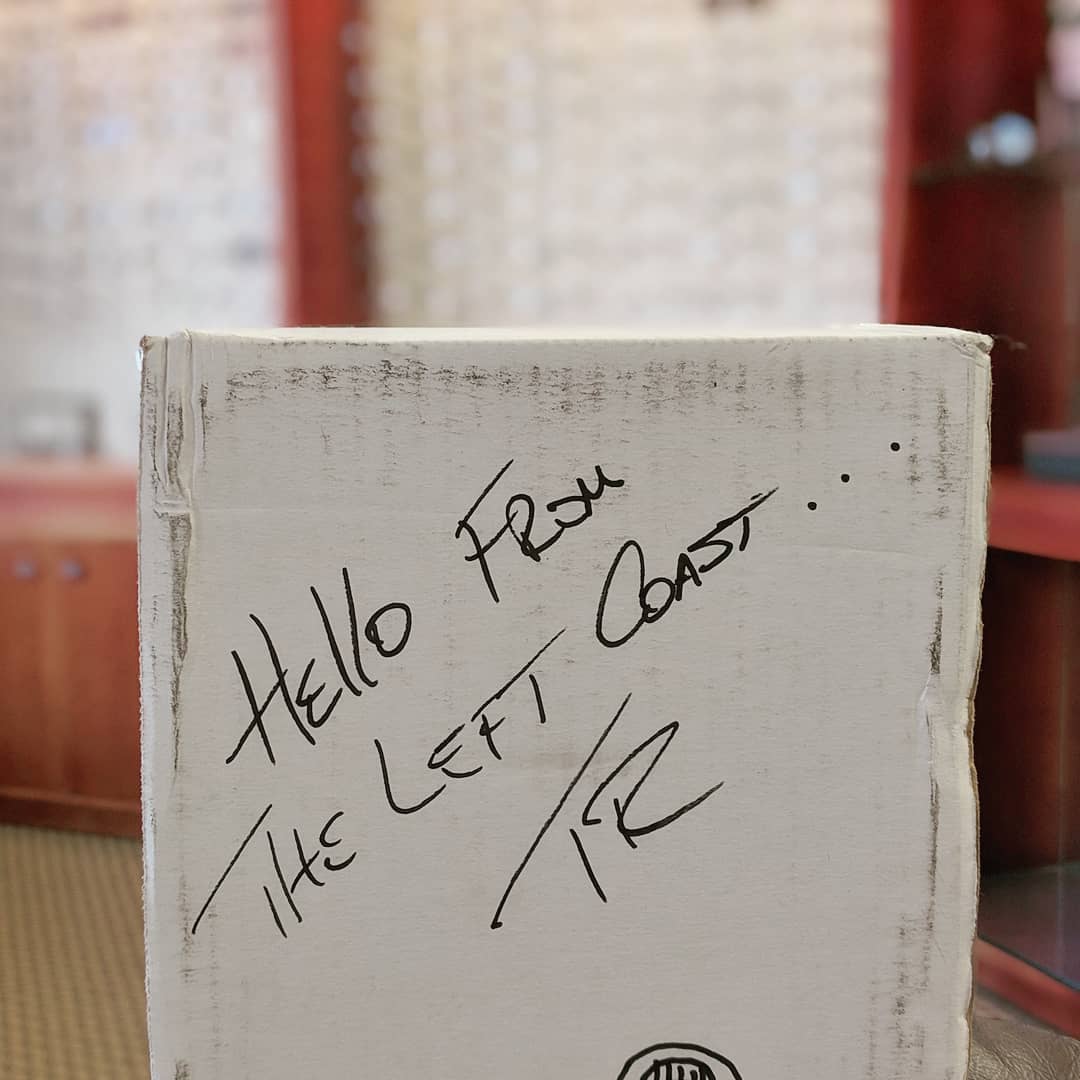 Hello From
THE LEFT COAST...
TR